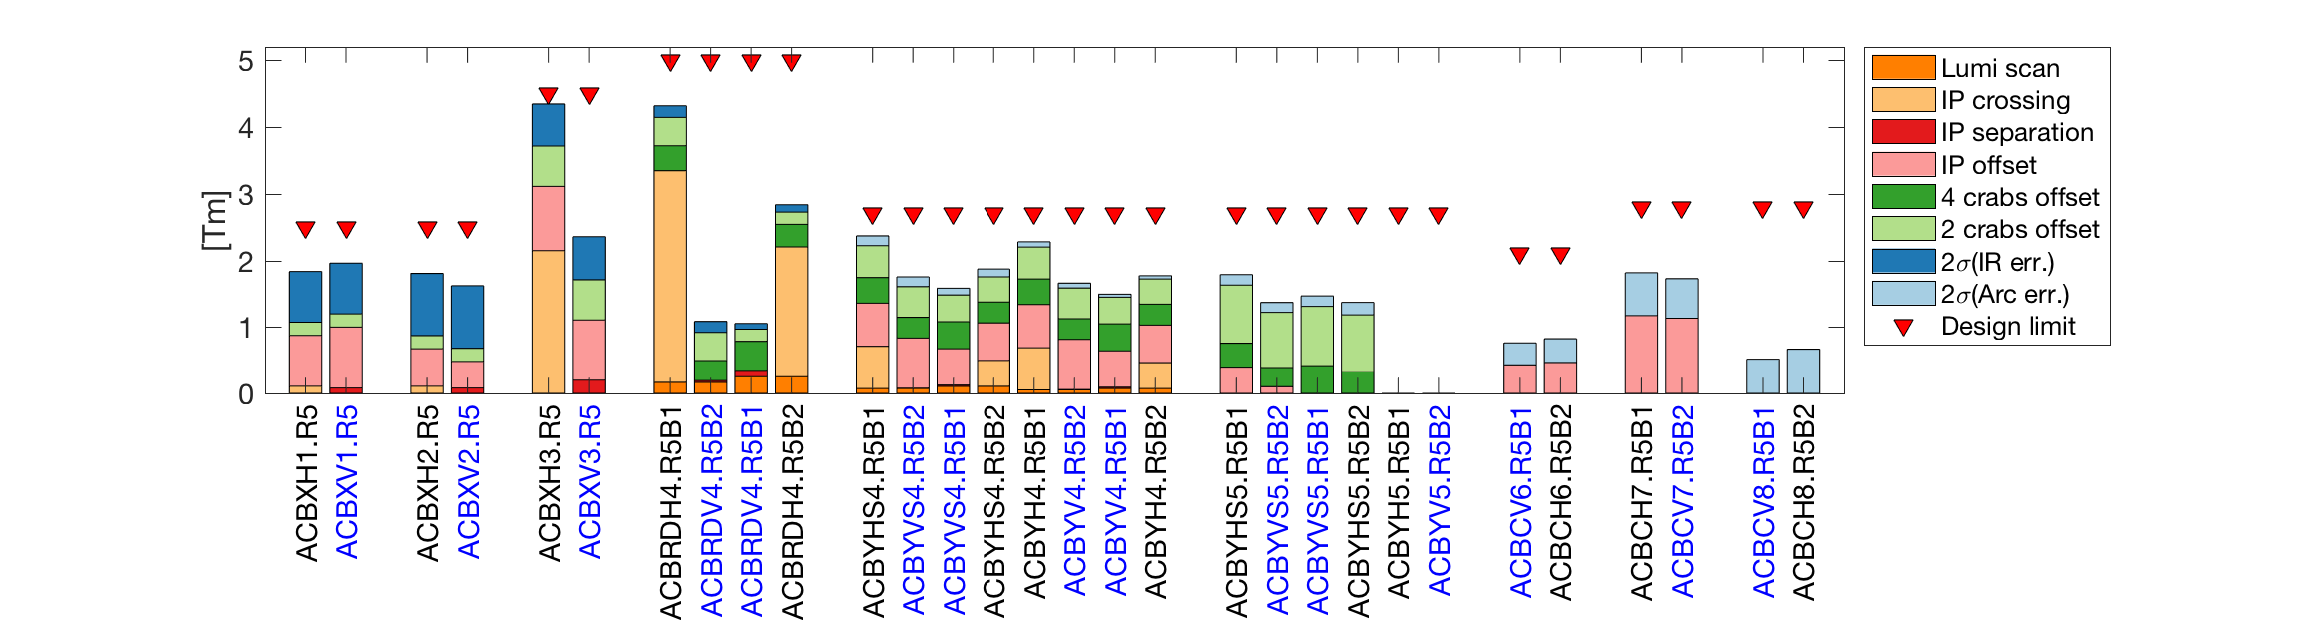 5
4
3
2
1
0
[Tm]
ACBXH1.R5
ACBXV1.R5
ACBXH2.R5
ACBXV2.R5
ACBXH3.R5
ACBXV3.R5
ACBRDH4.R5B1
ACBRDV4.R5B2
ACBRDV4.R5B1
ACBRDH4.R5B2
ACBYHS4.R5B1
ACBYVS4.R5B2
ACBYVS4.R5B1
ACBYHS4.R5B2
ACBYH4.R5B1
ACBYV4.R5B2
ACBYV4.R5B1
ACBYH4.R5B2
ACBYHS5.R5B1
ACBYVS5.R5B2
ACBYVS5.R5B1
ACBYHS5.R5B2
ACBYH5.R5B1
ACBYV5.R5B2
ACBCV6.R5B1
ACBCH6.R5B2
ACBCH7.R5B1
ACBCV7.R5B2
ACBCV8.R5B1
ACBCH8.R5B2
Lumi scan
IP crossing
IP separation
IP offset
4 crabs offset
2 crabs offset
2σ(IR err.)
2σ(Arc err.)
Design limit